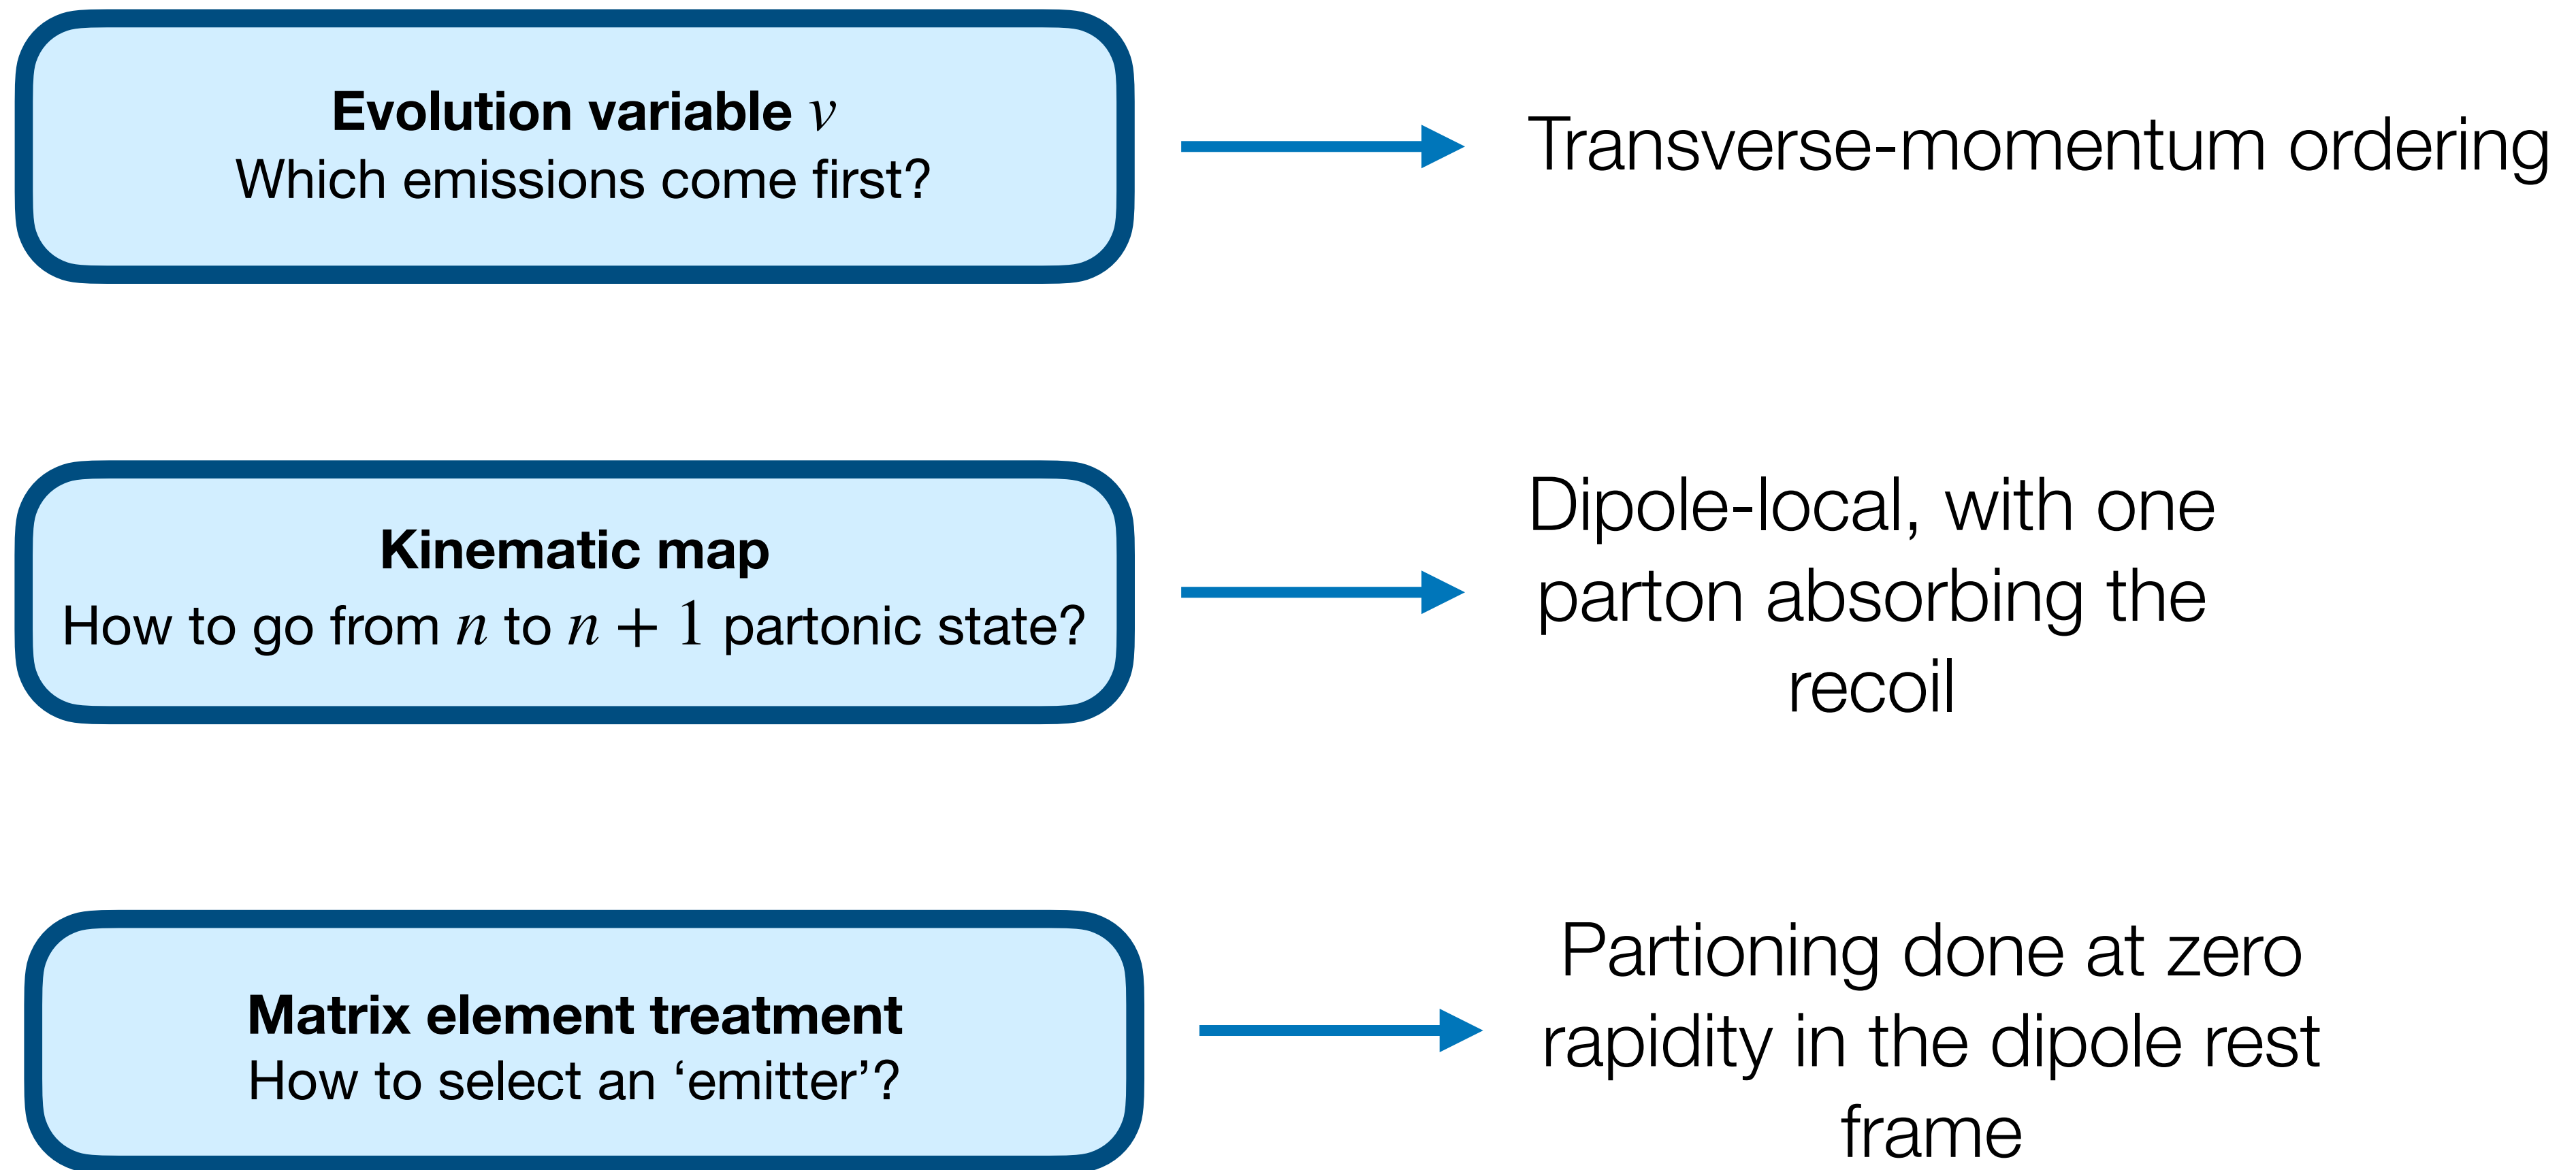 Evolution variable v
Which emissions come first?
Transverse-momentum ordering
Kinematic map
How to go from n to n + 1 partonic state?
Dipole-local, with one
parton absorbing the
recoil
Matrix element treatment
How to select an ‘emitter’?
Partioning done at zero
rapidity in the dipole rest
frame